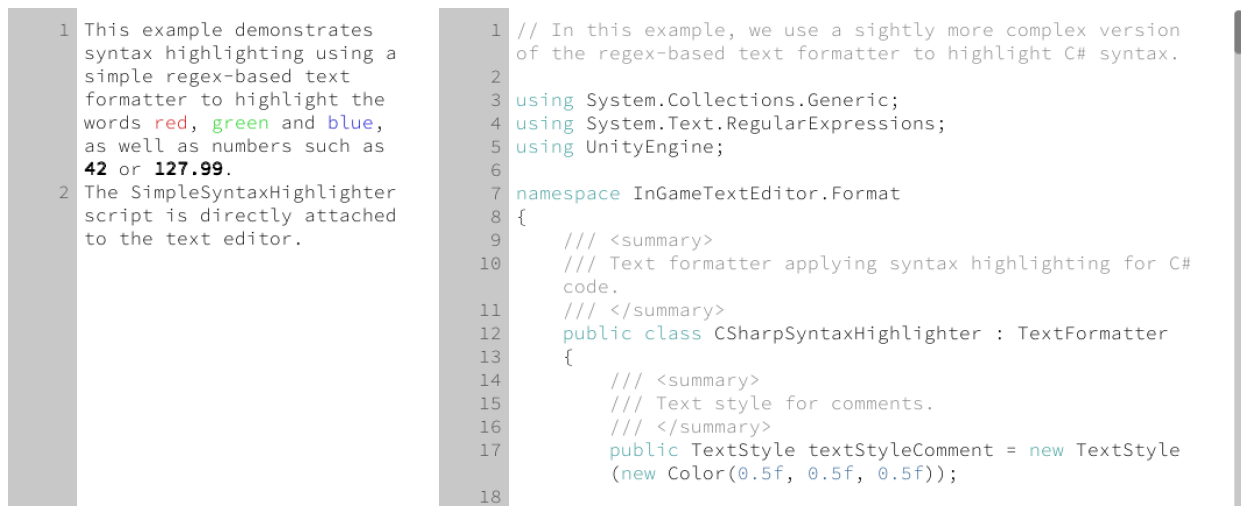 1 This example demonstrates
syntax highlighting using a
simple regex-based text
formatter to highlight the
words red, green and blue,
as well as numbers such as
42 or 127.99.
2 The SimpleSyntaxHighlighter
script is directly attached
to the text editor.
1 // In this example, we use a sightly more complex version
of the regex-based text formatter to highlight C# syntax.
2
3 using System.Collections.Generic;
4 using System.Text.RegularExpressions;
5 using UnityEngine;
6
7 namespace InGameTextEditor.Format
8 {
9 /// <summary>
10 /// Text formatter applying syntax highlighting for C#
code.
11 /// </summary>
12 public class CSharpSyntaxHighlighter : TextFormatter
13 {
14 /// <summary>
15 /// Text style for comments.
16 /// </summary>
17 public TextStyle textStyleComment = new TextStyle
(new Color(0.5f, 0.5f, 0.5f));
18